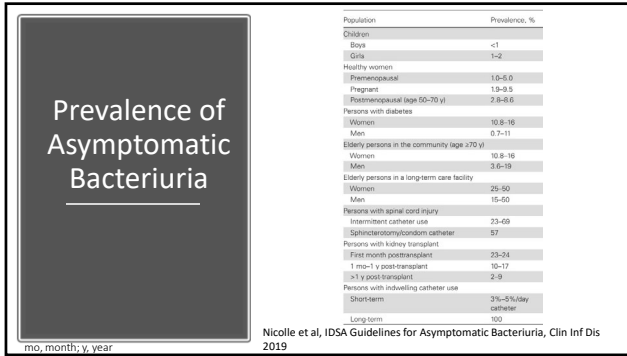 Prevalence of
Asymptomatic
Bacteriuria
mo, month; y, year
Population Prevalence, %
Children
Boys <1
Girls 1–2
Healthy women
Premenopausal 1.0–5.0
Pregnant 1.9–9.5
Postmenopausal (age 50–70 y) 2.8–8.6
Persons with diabetes
Women 10.8–16
Men 0.7–11
Elderly persons in the community (age ≥70 y)
Women 10.8–16
Men 3.6–19
Elderly persons in a long-term care facility
Women 25–50
Men 15–50
Persons with spinal cord injury
Intermittent catheter use 23–69
Sphincterotomy/condom catheter 57
Persons with kidney transplant
First month posttransplant 23–24
1 mo–1 y post-transplant 10–17
>1 y post-transplant 2–9
Persons with indwelling catheter use
Short-term 3%–5%/day
catheter
Long-term 100
Nicolle et al, IDSA Guidelines for Asymptomatic Bacteriuria, Clin Inf Dis
2019